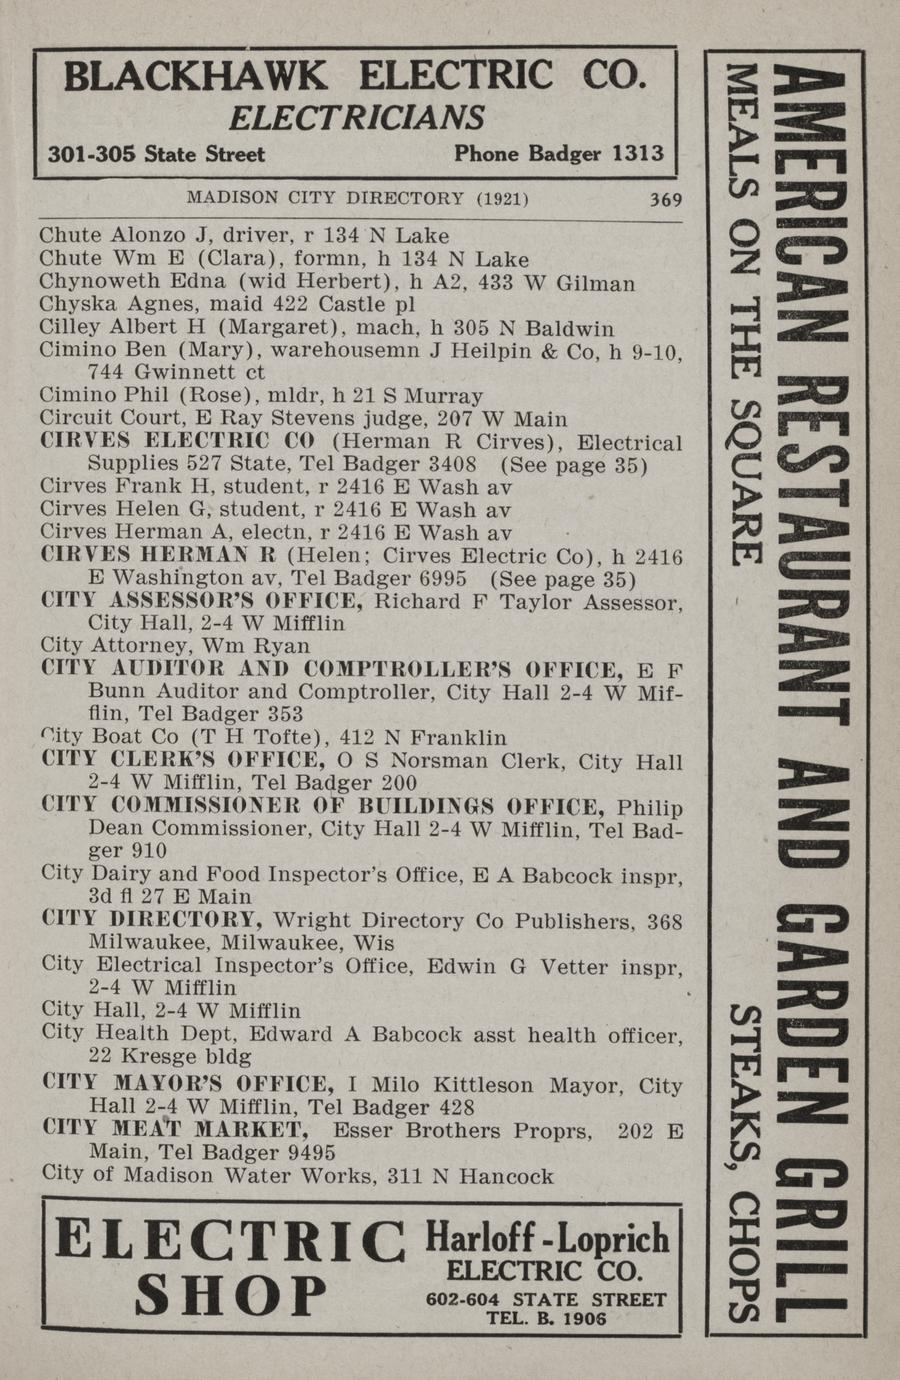 BLACKHAWK ELECTRIC CO.
ELECTRICIANS
301-305 State Street Phone Badger 1313
MADISON CITY DIRECTORY (1921) 369
Chute Alonzo J, driver, r 134 N Lake
Chute Wm E (Clara), formn, h 134 N Lake
Chynoweth Edna (wid Herbert), h A2, 433 W Gilman
Chyska Agnes, maid 422 Castle pl
Cilley Albert H (Margaret), mach, h 305 N Baldwin
Cimino Ben (Mary), warehousemn J Heilpin & Co, h 9-10,
744 Gwinnett ct
Cimino Phil (Rose), mldr, h 21 S Murray
Circuit Court, E Ray Stevens judge, 207 W Main
CIRVES ELECTRIC CO (Herman R Cirves), Electrical
Supplies 527 State, Tel Badger 3408 (See page 35)
Cirves Frank H, student, r 2416 E Wash av
Cirves Helen G, student, r 2416 E Wash av
Cirves Herman A, electn, r 2416 E Wash av
CIRVES HERMAN R (Helen; Cirves Electric Co), h 2416
E Washington av, Tel Badger 6995 (See page 35)
CITY ASSESSOR'S OFFICE, Richard F Taylor Assessor,
City Hall, 2-4 W Mifflin
City Attorney, Wm Ryan
CITY AUDITOR AND COMPTROLLER'S OFFICE, E F
Bunn Auditor and Comptroller, City Hall 2-4 W Mif-
flin, Tel Badger 353
City Boat Co (T H Tofte), 412 N Franklin
CITY CLERK'S OFFICE, O S Norsman Clerk, City Hall
2-4 W Mifflin, Tel Badger 200
CITY COMMISSIONER OF BUILDINGS OFFICE, Philip
Dean Commissioner, City Hall 2-4 W Mifflin, Tel Bad-
ger 910
City Dairy and Food Inspector's Office, E A Babcock inspr,
3d fl 27 E Main
CITY DIRECTORY, Wright Directory Co Publishers, 368
Milwaukee, Milwaukee, Wis
City Electrical Inspector's Office, Edwin G Vetter inspr,
2-4 W Mifflin
City Hall, 2-4 W Mifflin
City Health Dept, Edward A Babcock asst health officer,
22 Kresge bldg
CITY MAYOR'S OFFICE, I Milo Kittleson Mayor, City
Hall 2-4 W Mifflin, Tel Badger 428
CITY MEAT MARKET, Esser Brothers Proprs, 202 E
Main, Tel Badger 9495
City of Madison Water Works, 311 N Hancock
ELECTRIC
SHOP
Harloff-Loprich
ELECTRIC CO.
602-604 STATE STREET
TEL. B. 1906
AMERICAN RESTAURANT AND GARDEN GRILL
MEALS ON THE SQUARE STEAKS, CHOPS